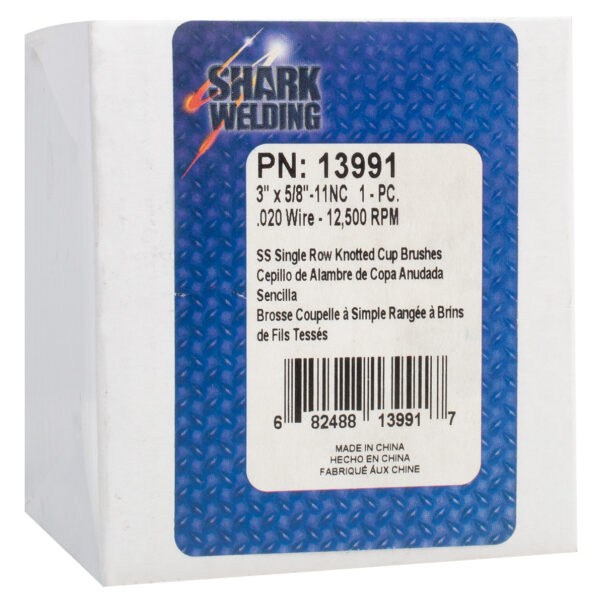 SHARK
WELDING
PN: 13991
3" x 5/8"-11NC 1 - PC.
.020 Wire - 12,500 RPM
SS Single Row Knotted Cup Brushes
Cepillo de Alambre de Copa Anudada
Sencilla
Brosse Coupelle à Simple Rangée à Brins
de Fils Tessés
6 82488 13991 7
MADE IN CHINA
HECHO EN CHINA
FABRIQUÉ ÁUX CHINE